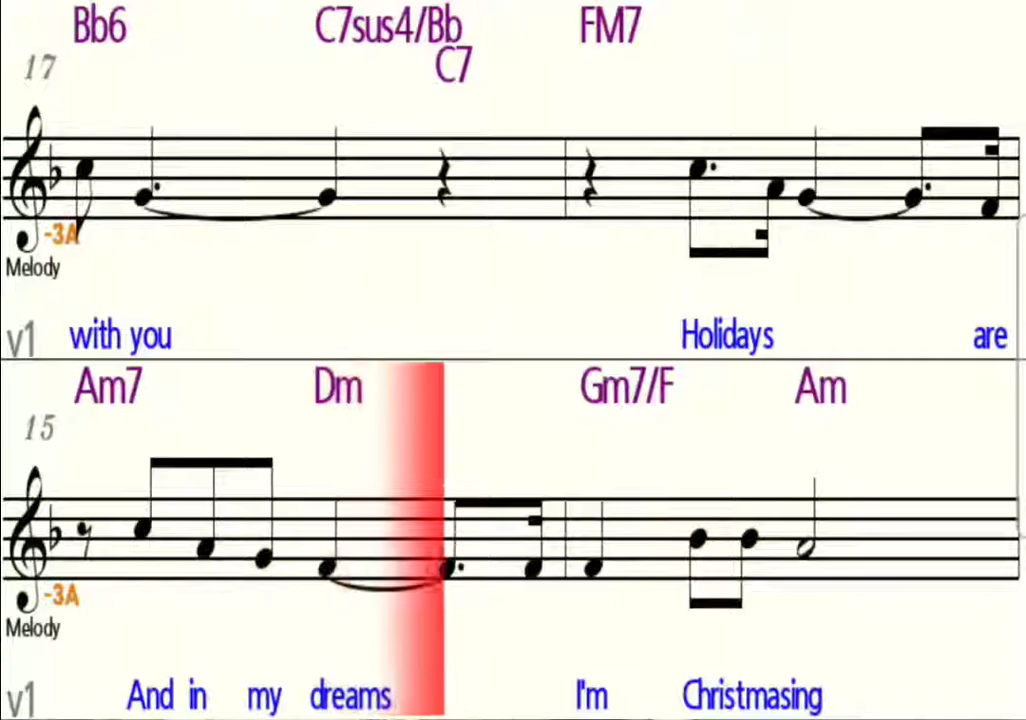 Bb6 C7sus4/Bb FM7
C7
17
-3A
Melody
v1 with you Holidays are
Am7 Dm Gm7/F Am
15
-3A
Melody
v1 And in my dreams I'm Christmasing